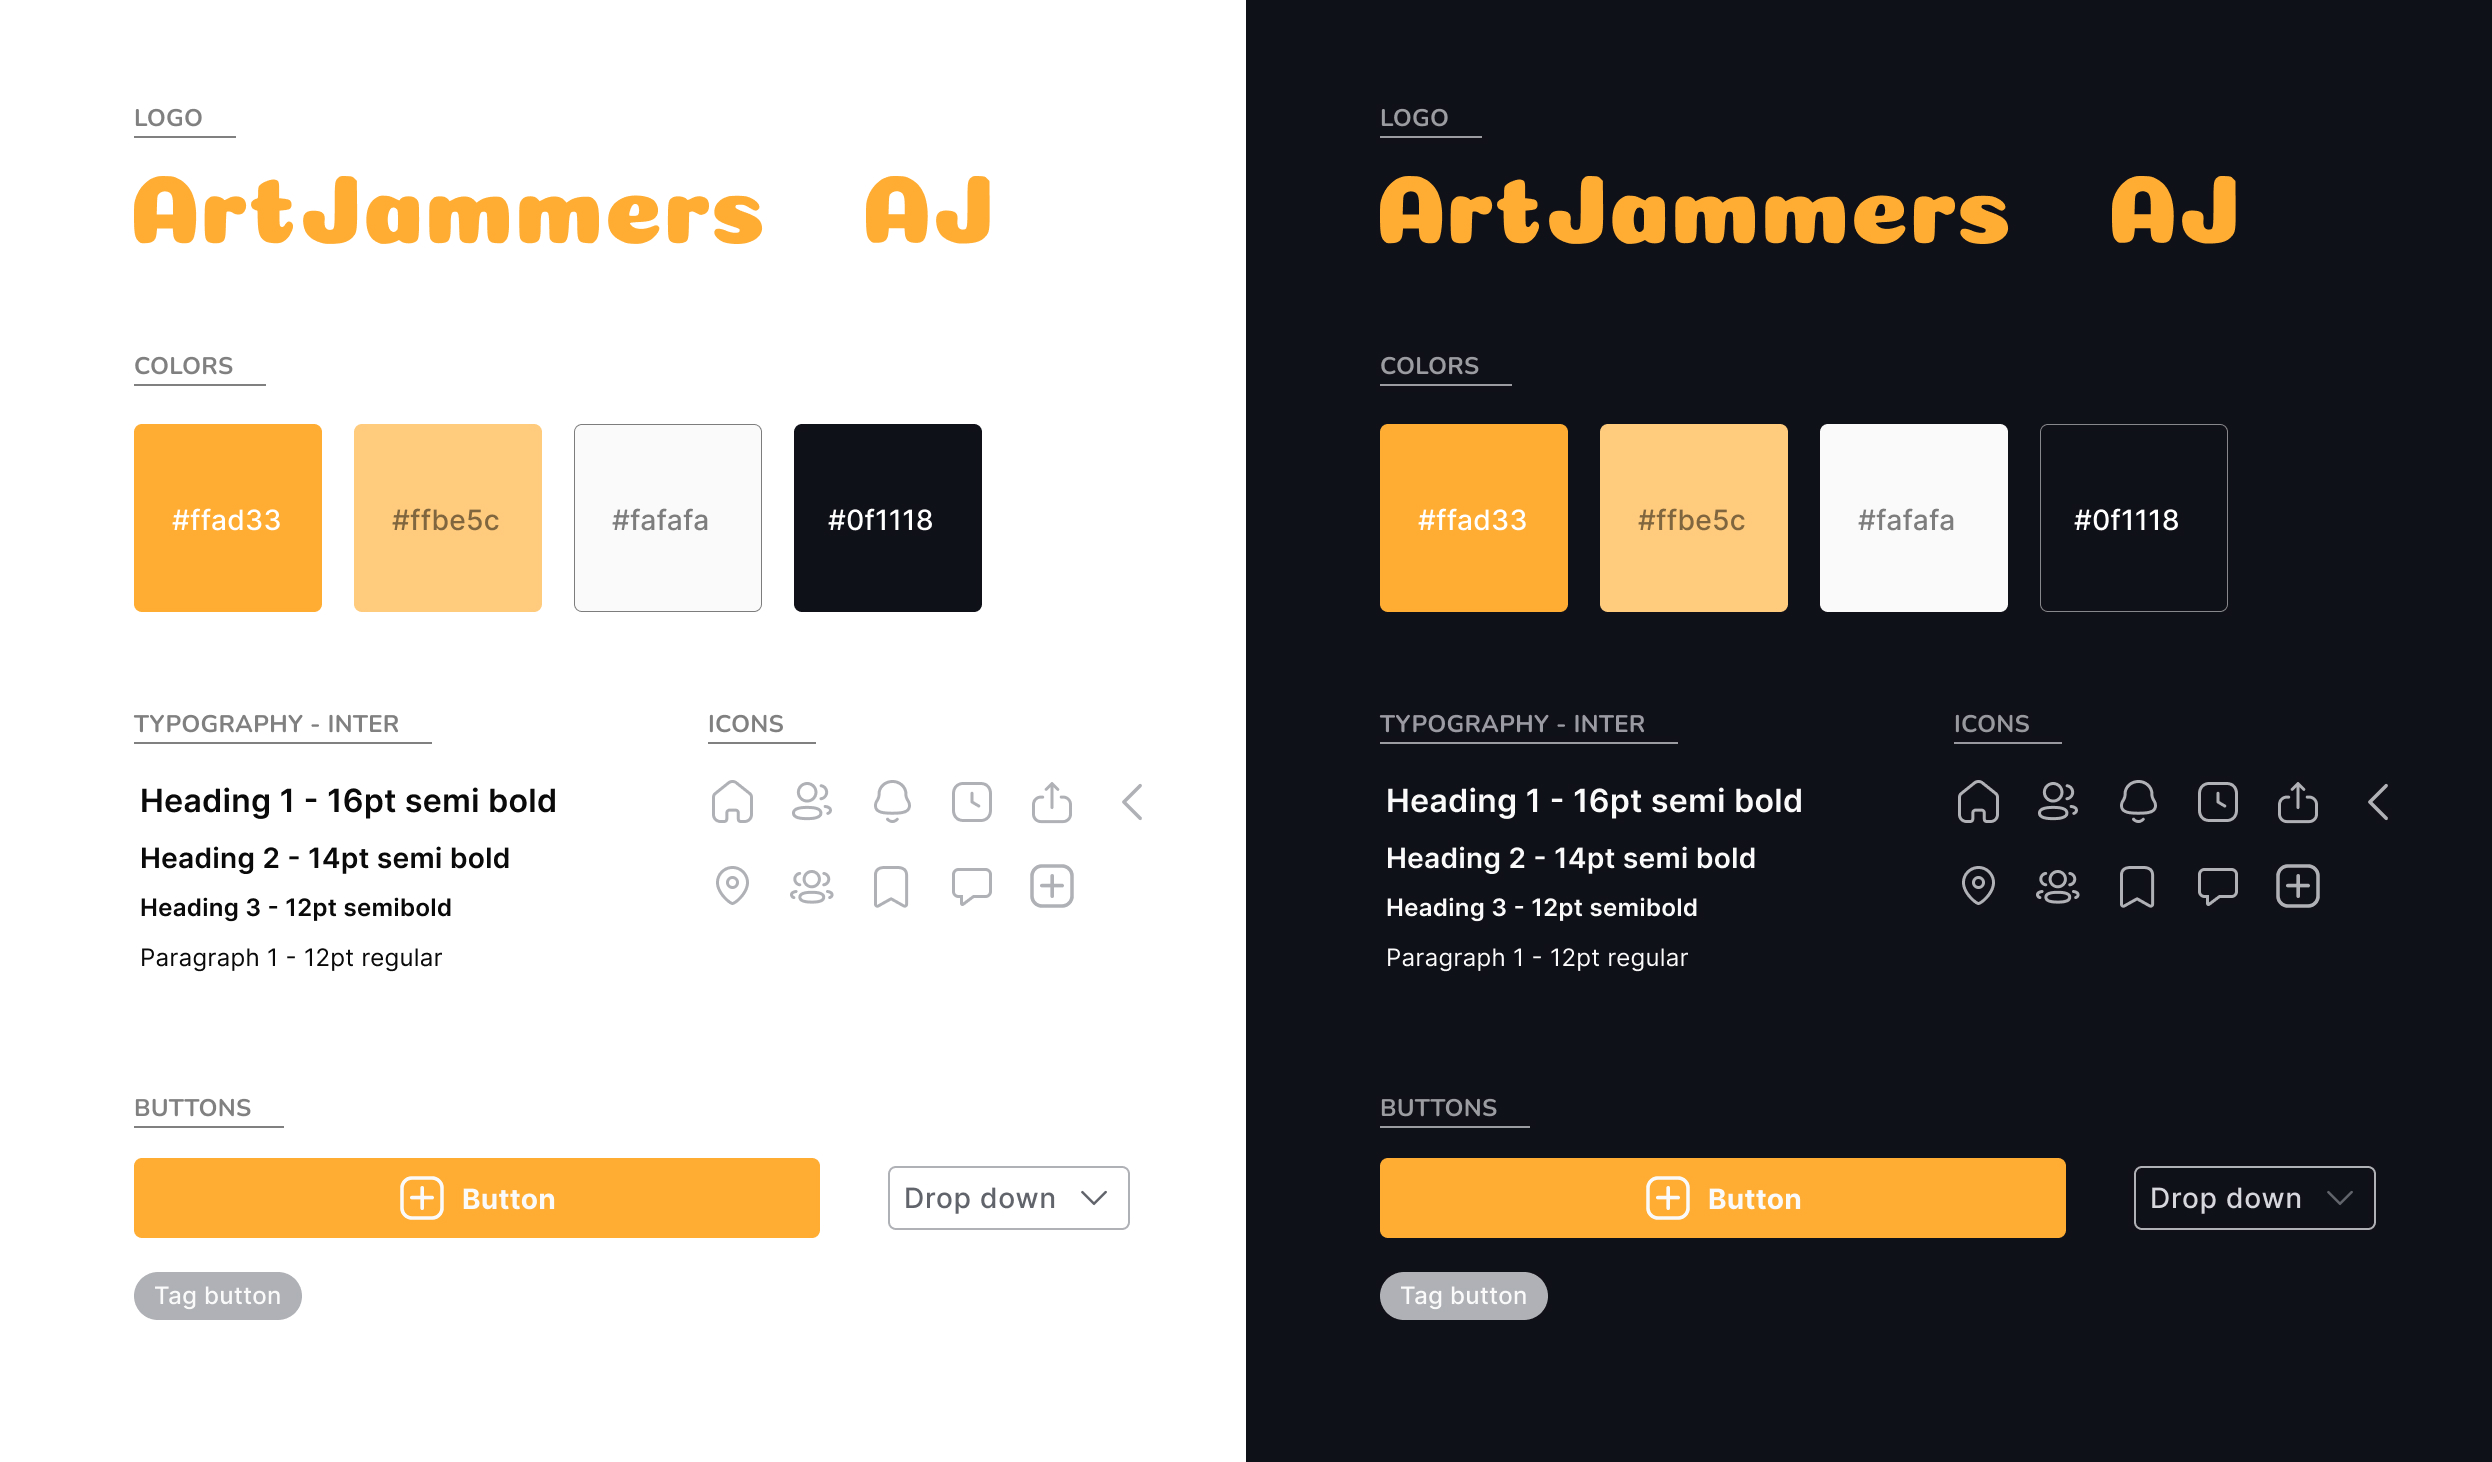 LOGO
ArtJammers AJ
COLORS
#ffad33 #ffbe5c #fafafa #0f1118
TYPOGRAPHY - INTER
Heading 1 - 16pt semi bold
Heading 2 - 14pt semi bold
Heading 3 - 12pt semibold
Paragraph 1 - 12pt regular
ICONS
BUTTONS
Button
Drop down
Tag button
LOGO
ArtJammers AJ
COLORS
#ffad33 #ffbe5c #fafafa #0f1118
TYPOGRAPHY - INTER
Heading 1 - 16pt semi bold
Heading 2 - 14pt semi bold
Heading 3 - 12pt semibold
Paragraph 1 - 12pt regular
ICONS
BUTTONS
Button
Drop down
Tag button